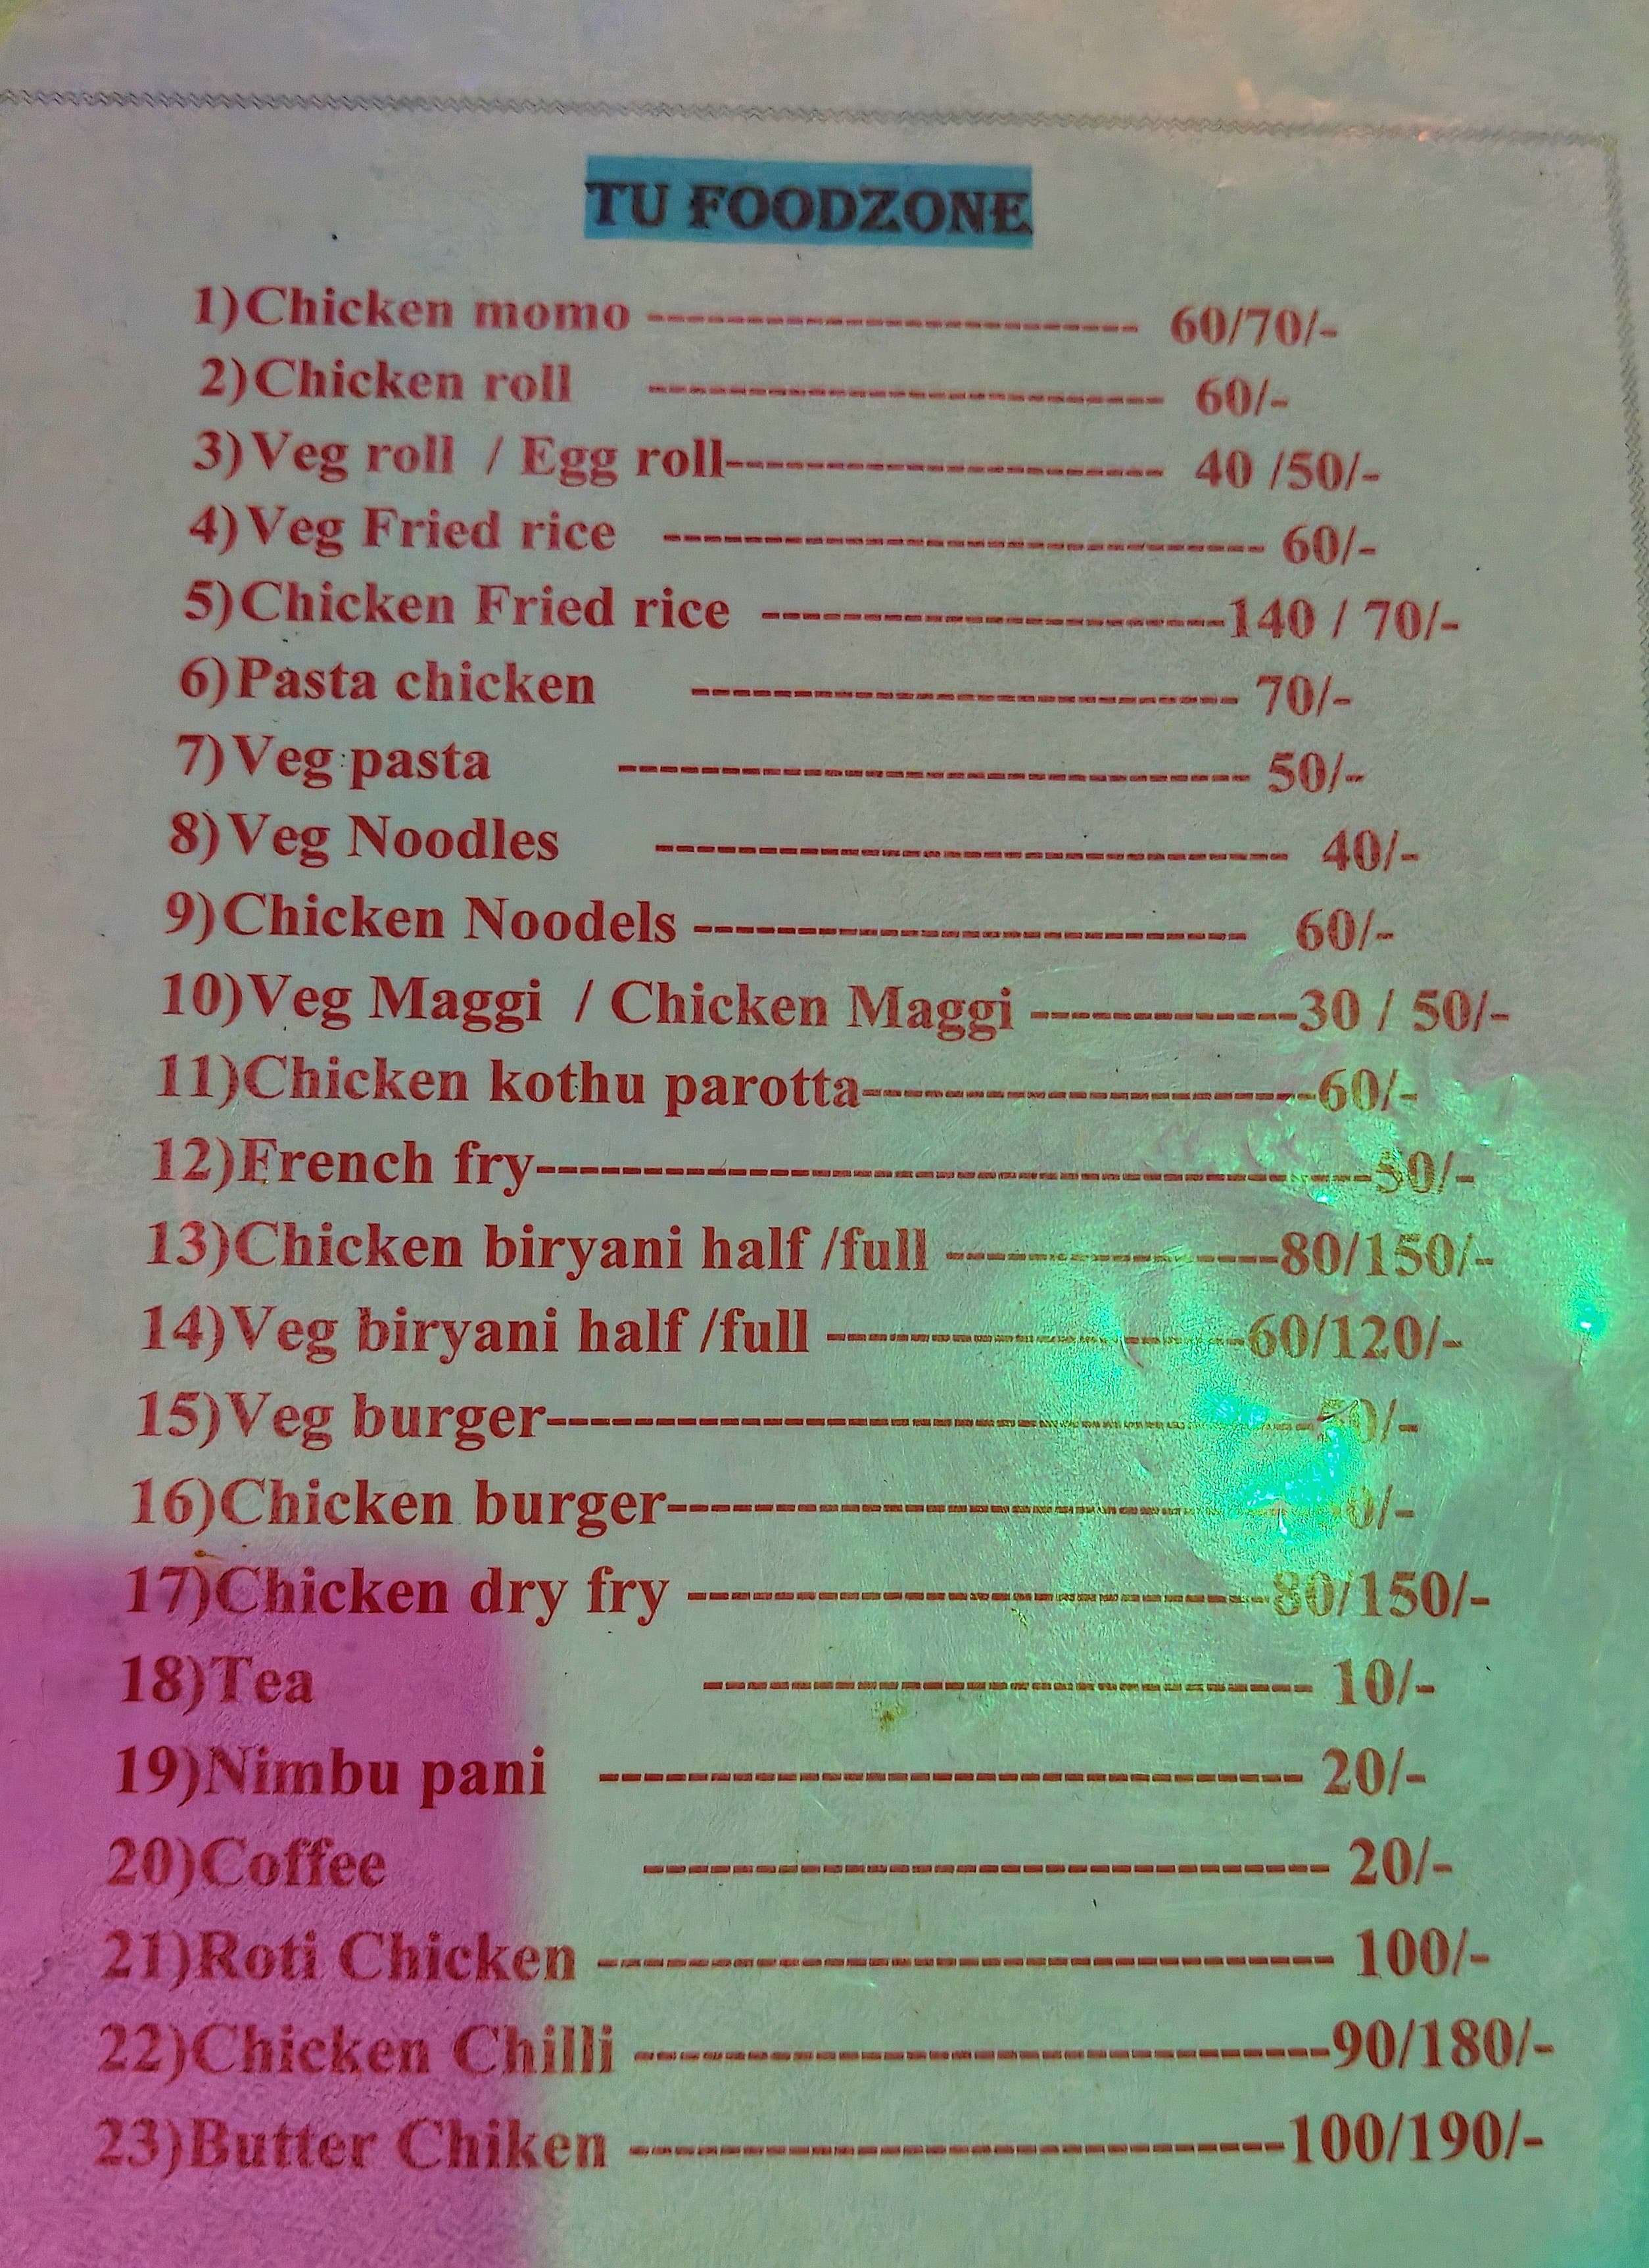 TU FOODZONE
1)Chicken momo ------------------------- 60/70/-
2)Chicken roll -------------------------- 60/-
3)Veg roll / Egg roll---------------------- 40 /50/-
4)Veg Fried rice ------------------------------ 60/-
5)Chicken Fried rice -----------------------140 / 70/-
6)Pasta chicken --------------------------- 70/-
7)Veg pasta ------------------------------- 50/-
8)Veg Noodles ------------------------------- 40/-
9)Chicken Noodels --------------------------- 60/-
10)Veg Maggi / Chicken Maggi -------------30 / 50/-
11)Chicken kothu parotta----------------------60/-
12)French fry----------------------------------------50/-
13)Chicken biryani half /full ----------------80/150/-
14)Veg biryani half /full --------------------60/120/-
15)Veg burger-------------------------------------
16)Chicken burger--------------------------
17)Chicken dry fry ---------------------------80/150/-
18)Tea ---------------------------- 10/-
19)Nimbu pani -------------------------------- 20/-
20)Coffee ------------------------------- 20/-
21)Roti Chicken --------------------------------- 100/-
22)Chicken Chilli -------------------------------90/180/-
23)Butter Chiken -----------------------------100/190/-